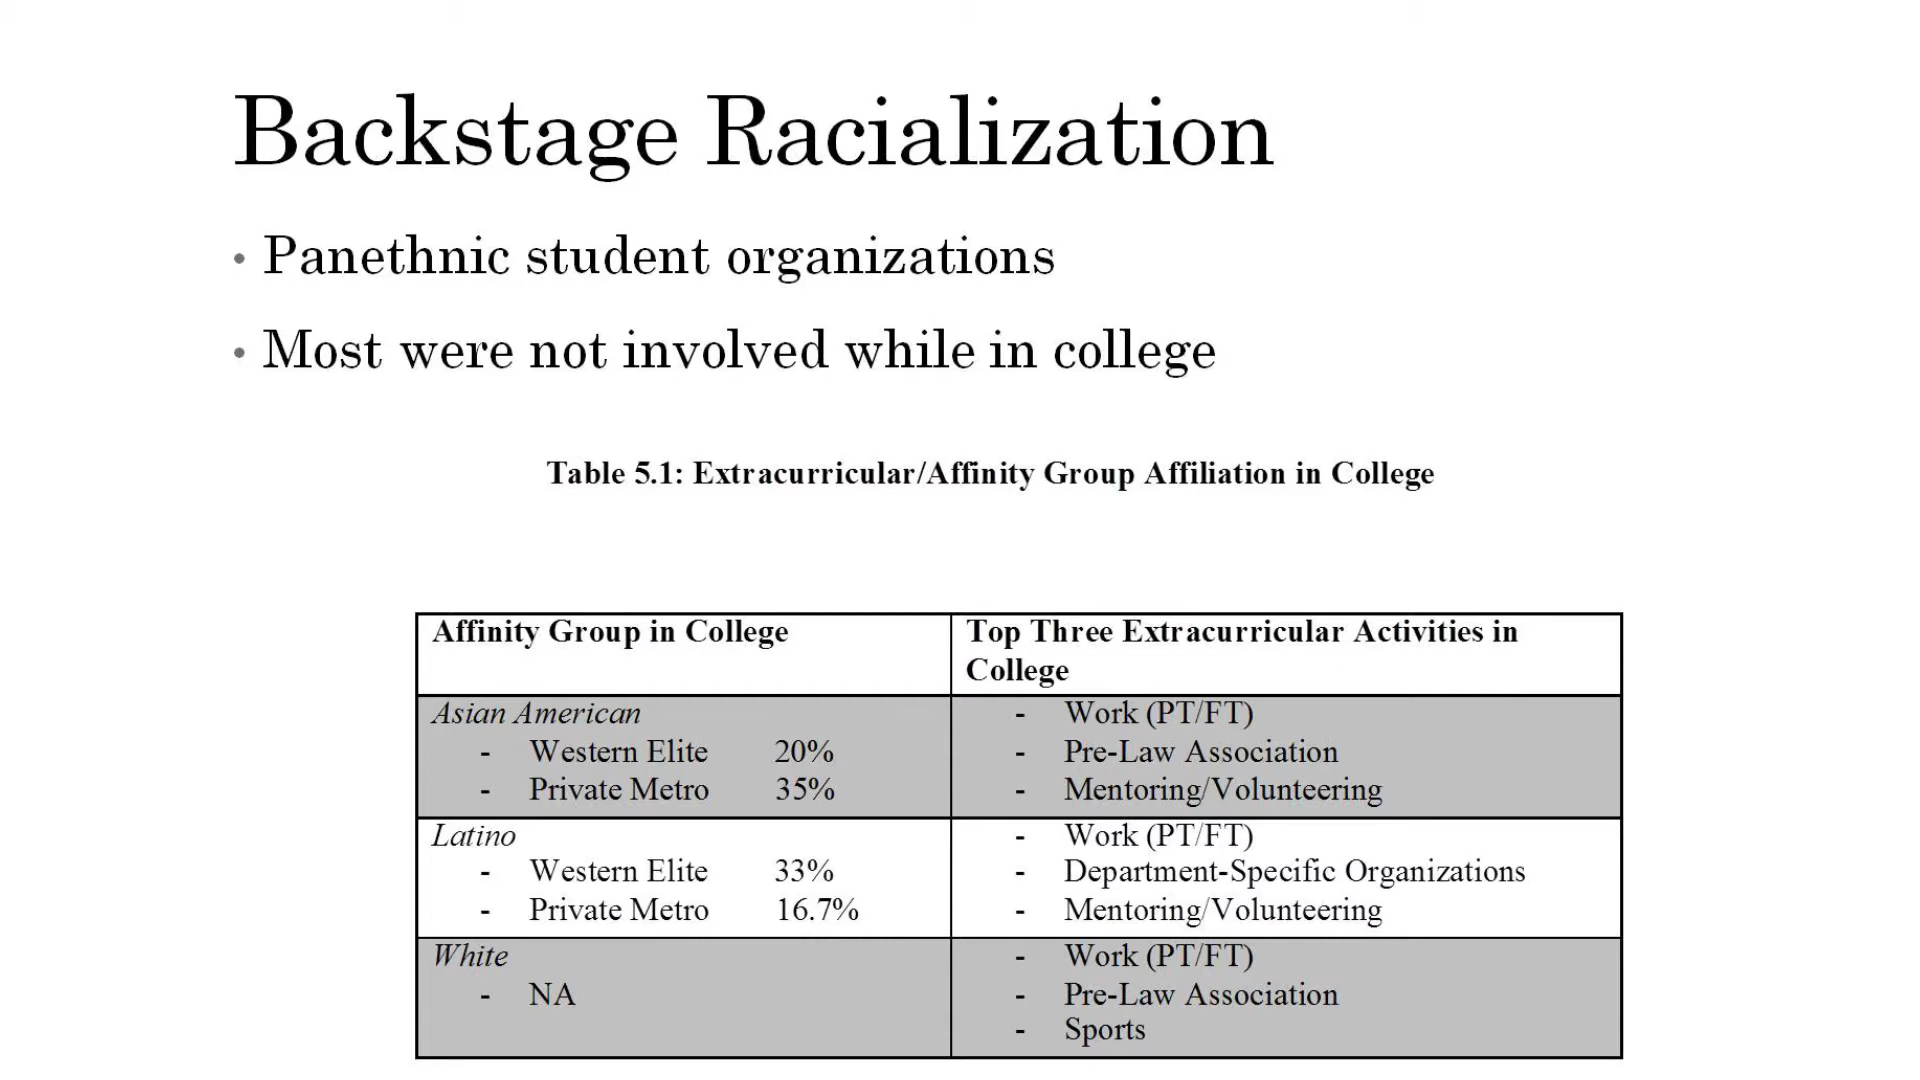 Backstage Racialization
• Panethnic student organizations
• Most were not involved while in college
Table 5.1: Extracurricular/Affinity Group Affiliation in College
Affinity Group in College
Top Three Extracurricular Activities in
College
Asian American
- Western Elite 20%
- Private Metro 35%
- Work (PT/FT)
- Pre-Law Association
- Mentoring/Volunteering
Latino
- Western Elite 33%
- Private Metro 16.7%
- Work (PT/FT)
- Department-Specific Organizations
- Mentoring/Volunteering
White
- NA
- Work (PT/FT)
- Pre-Law Association
- Sports